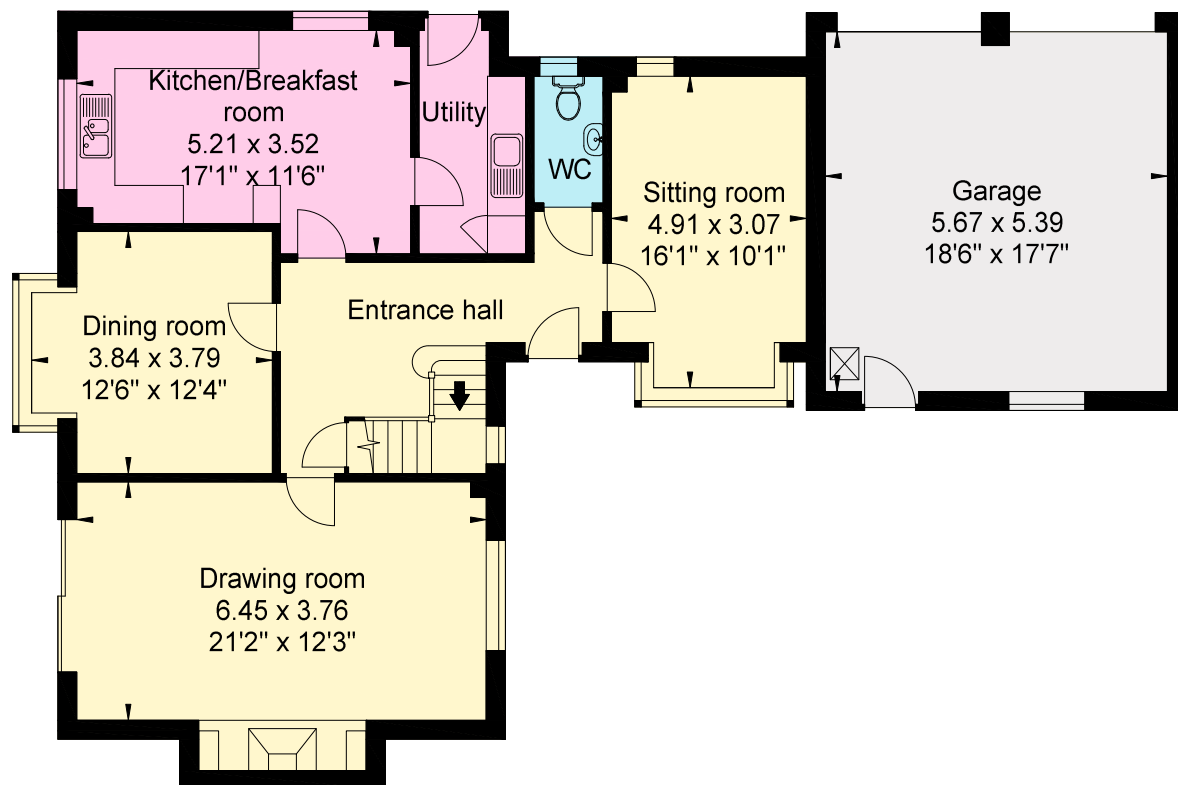 Kitchen/Breakfast
room
5.21 x 3.52
17'1" x 11'6"
Utility
WC
Sitting room
4.91 x 3.07
16'1" x 10'1"
Garage
5.67 x 5.39
18'6" x 17'7"
Entrance hall
Dining room
3.84 x 3.79
12'6" x 12'4"
Drawing room
6.45 x 3.76
21'2" x 12'3"